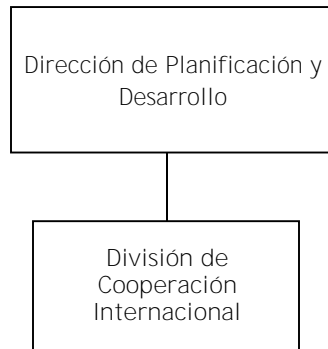 Dirección de Planificación y
Desarrollo
División de
Cooperación
Internacional